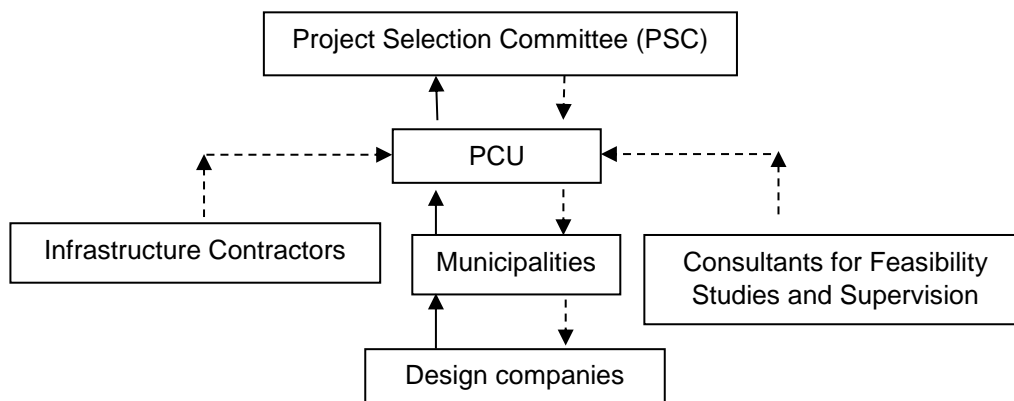 Project Selection Committee (PSC)
PCU
Infrastructure Contractors
Municipalities
Consultants for Feasibility
Studies and Supervision
Design companies